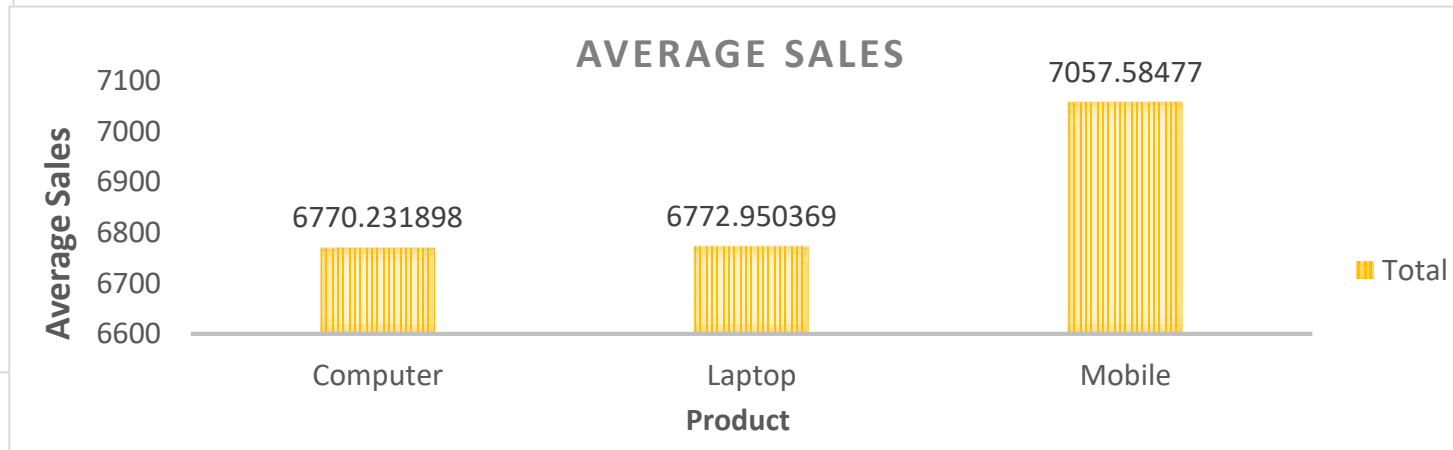 AVERAGE SALES
Average Sales
7100
7000
6900
6800
6700
6600
6770.231898
6772.950369
7057.58477
Total
Computer
Laptop
Mobile
Product